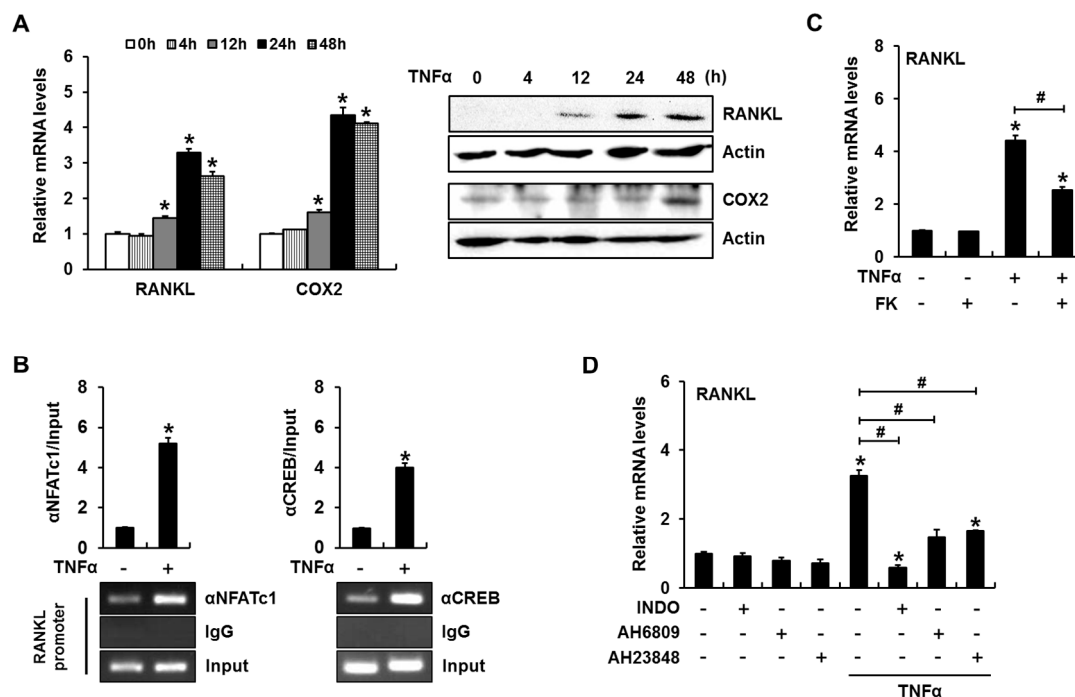 A
0h 4h 12h 24h 48h
Relative mRNA levels
6
5
4
3
2
1
0
* * * * * *
RANKL COX2
TNFα 0 4 12 24 48 (h)
RANKL
Actin
COX2
Actin
B
αNFATc1/Input
8
6
4
2
0
*
TNFα - +
RANKL promoter
αNFATc1
IgG
Input
αCREB/Input
8
6
4
2
0
*
TNFα - +
αCREB
IgG
Input
C
RANKL
Relative mRNA levels
8
6
4
2
0
#
* *
TNFα - - + +
FK - + - +
D
RANKL
Relative mRNA levels
6
4
2
0
#
#
#
* * *
INDO - + - - - + - -
AH6809 - - + - - - + -
AH23848 - - - + - - - +
TNFα